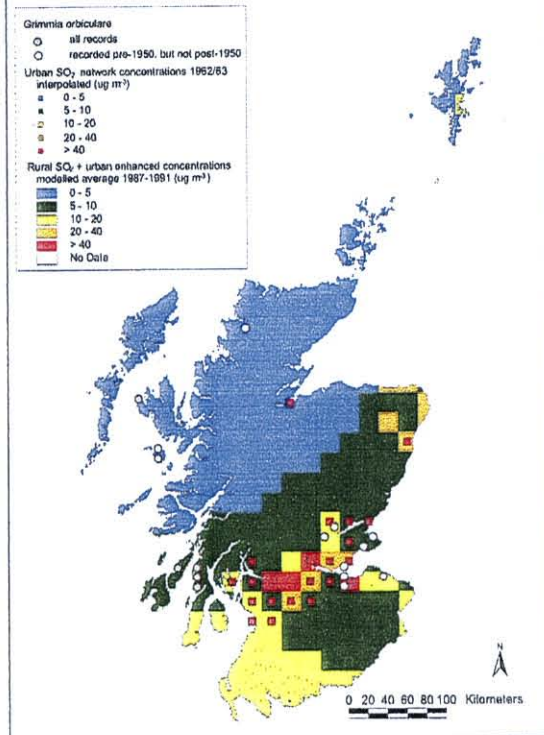 Grimmia orbiculare
all records
recorded pre-1950, but not post-1950
Urban SO₂ network concentrations 1962/63
interpolated (ug m⁻³)
0 - 5
5 - 10
10 - 20
20 - 40
> 40
Rural SO₂ + urban enhanced concentrations
modelled average 1987-1991 (ug m⁻³)
0 - 5
5 - 10
10 - 20
20 - 40
> 40
No Data
N
0 20 40 60 80 100 Kilometers